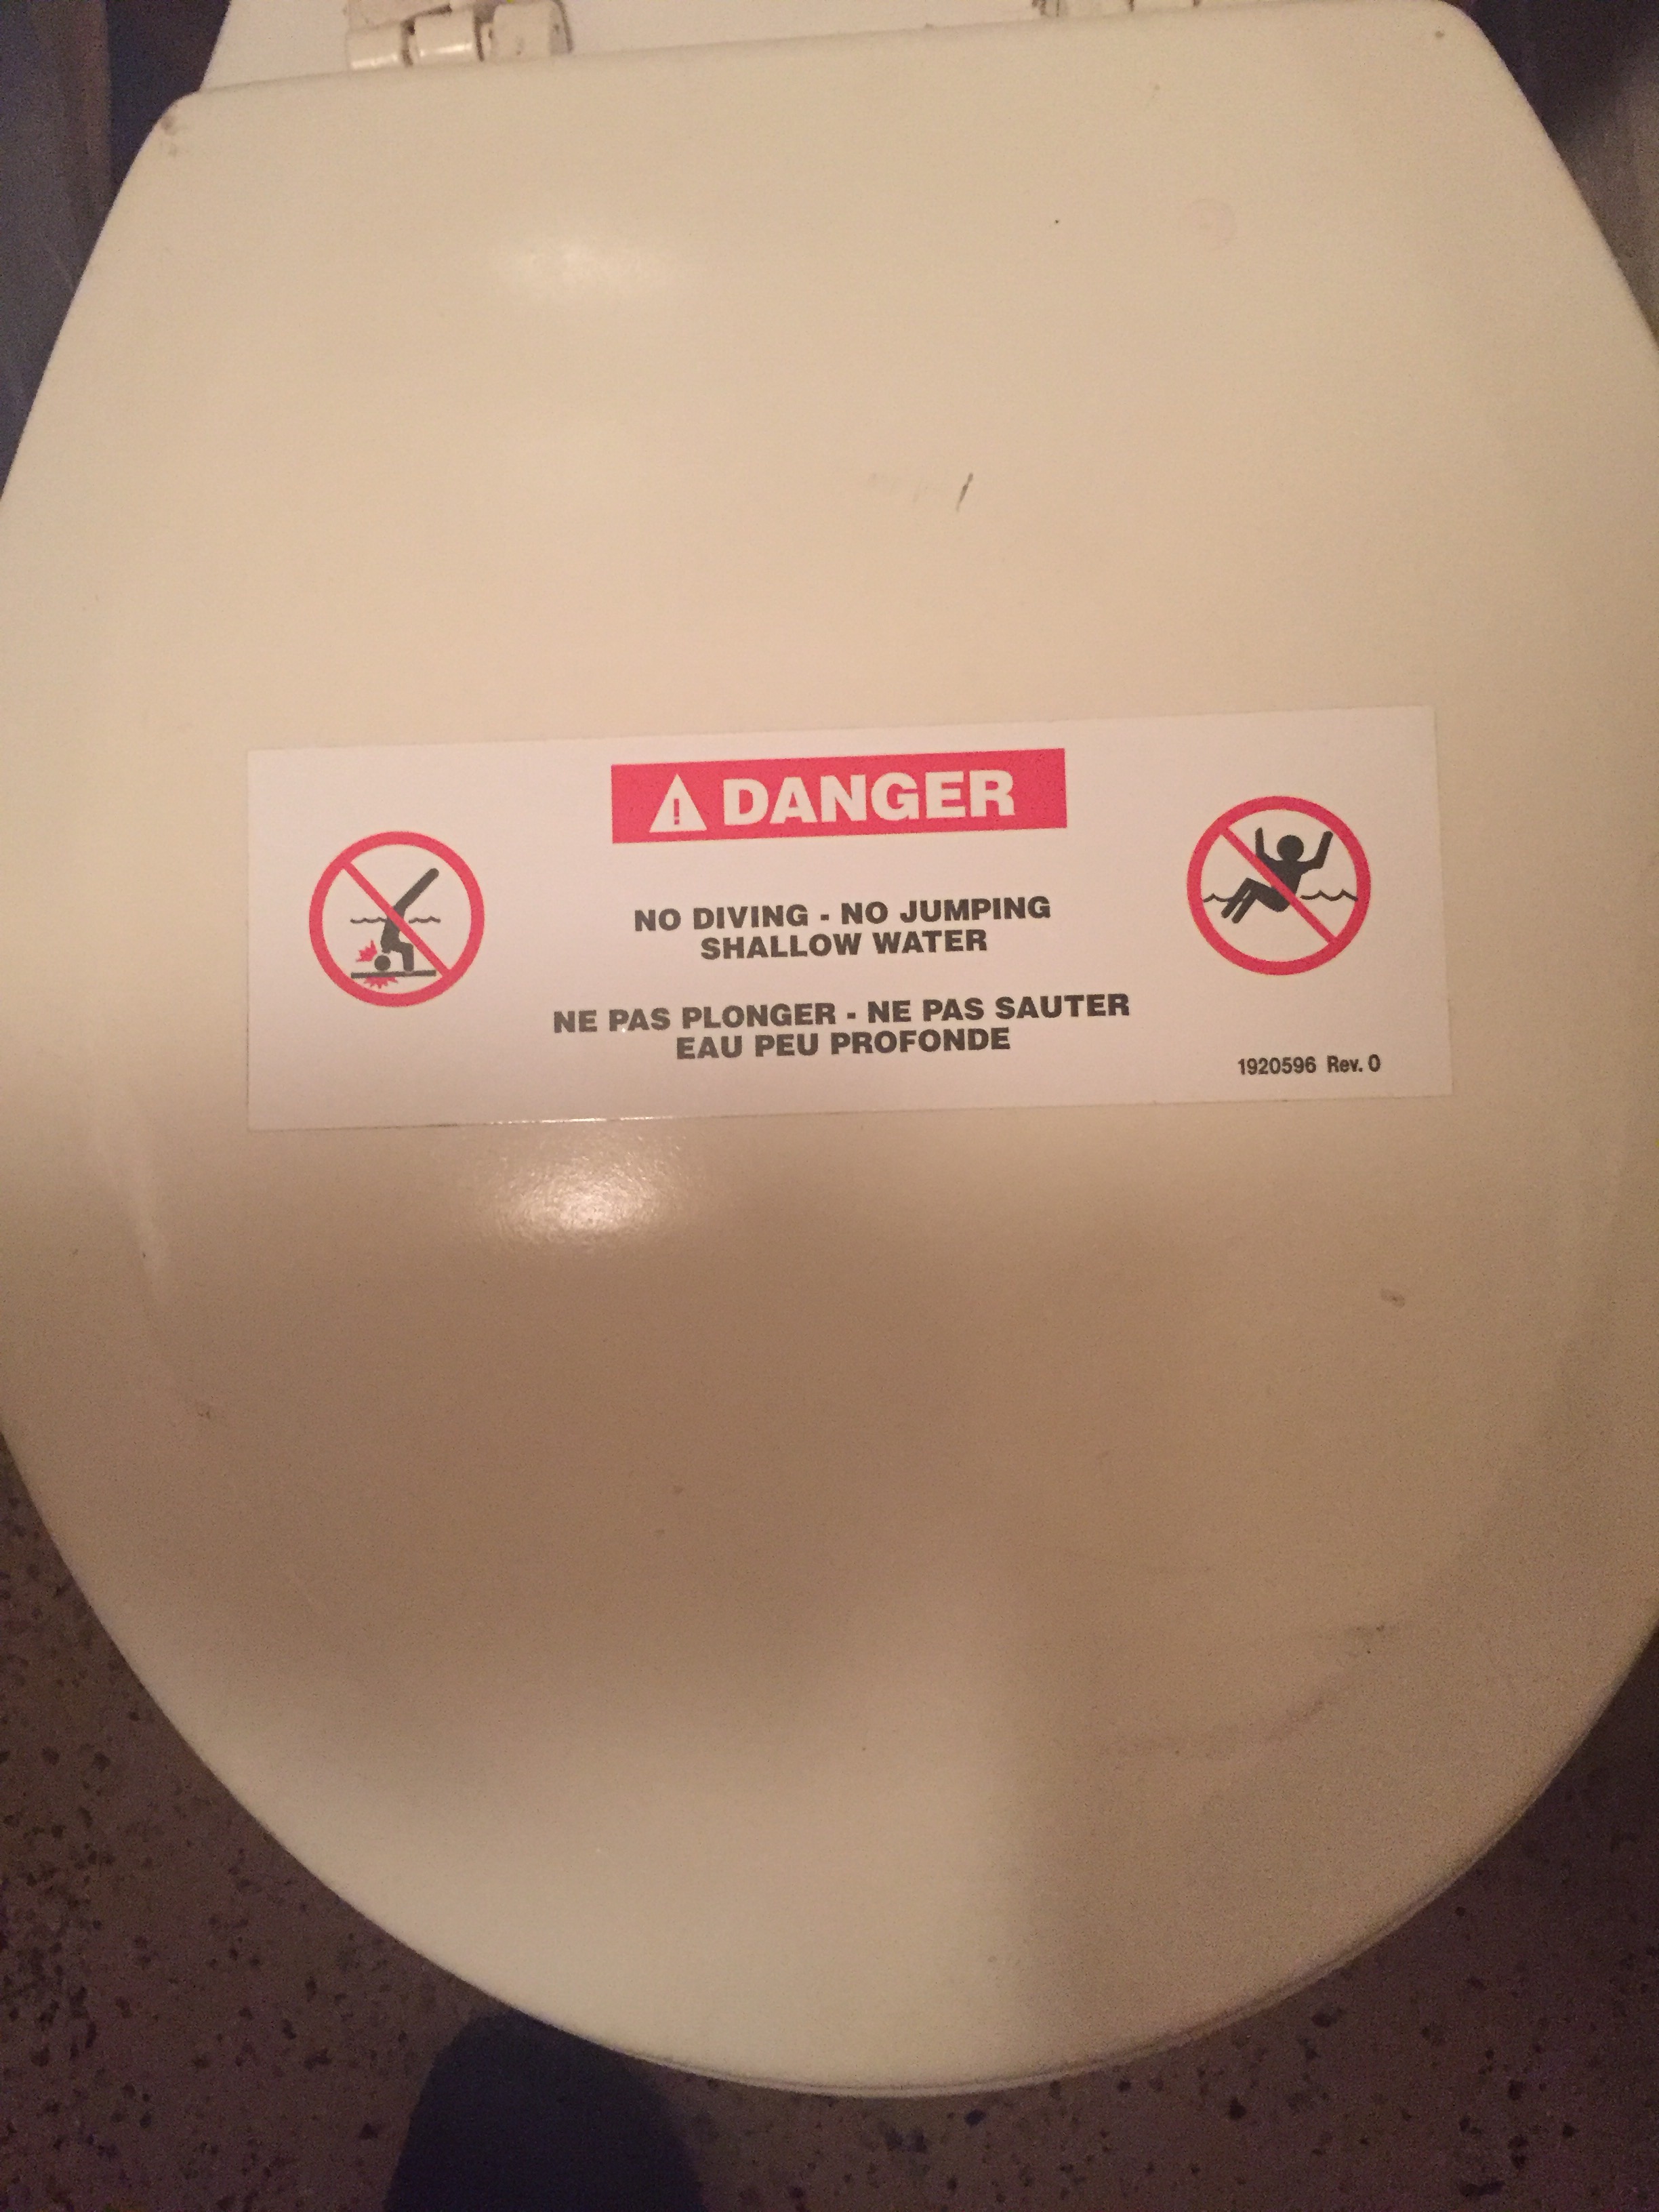 DANGER
NO DIVING - NO JUMPING
SHALLOW WATER
NE PAS PLONGER - NE PAS SAUTER
EAU PEU PROFONDE
1920596 Rev. 0